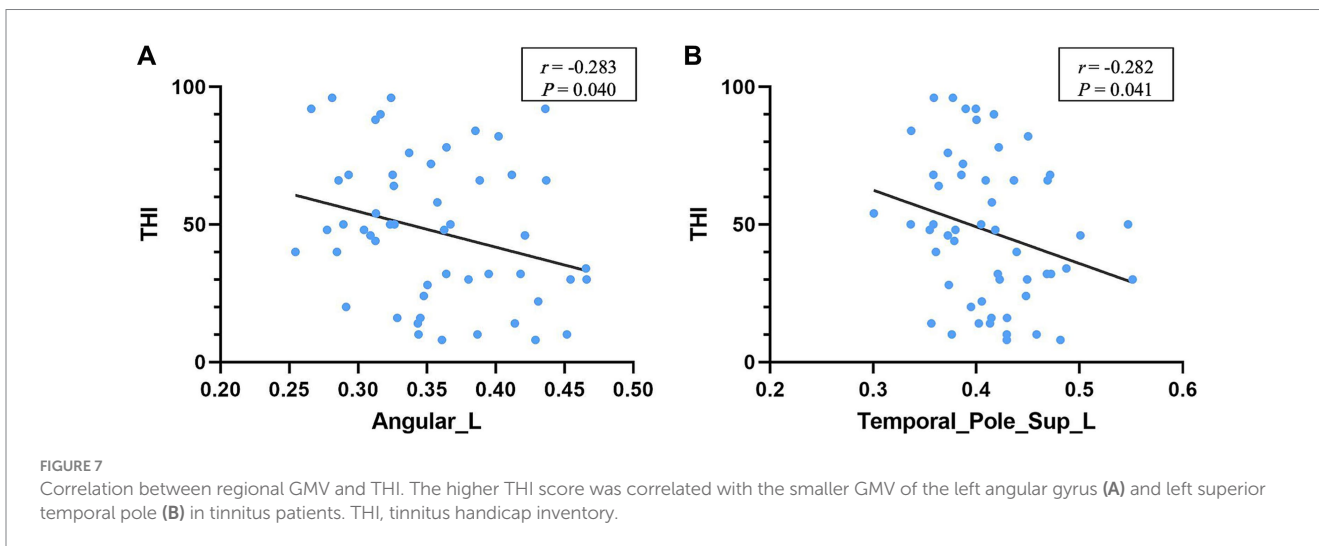 A
r = -0.283
P = 0.040
100
50
0
THI
0.20 0.25 0.30 0.35 0.40 0.45 0.50
Angular_L
B
r = -0.282
P = 0.041
100
50
0
THI
0.2 0.3 0.4 0.5 0.6
Temporal_Pole_Sup_L
FIGURE 7
Correlation between regional GMV and THI. The higher THI score was correlated with the smaller GMV of the left angular gyrus (A) and left superior
temporal pole (B) in tinnitus patients. THI, tinnitus handicap inventory.